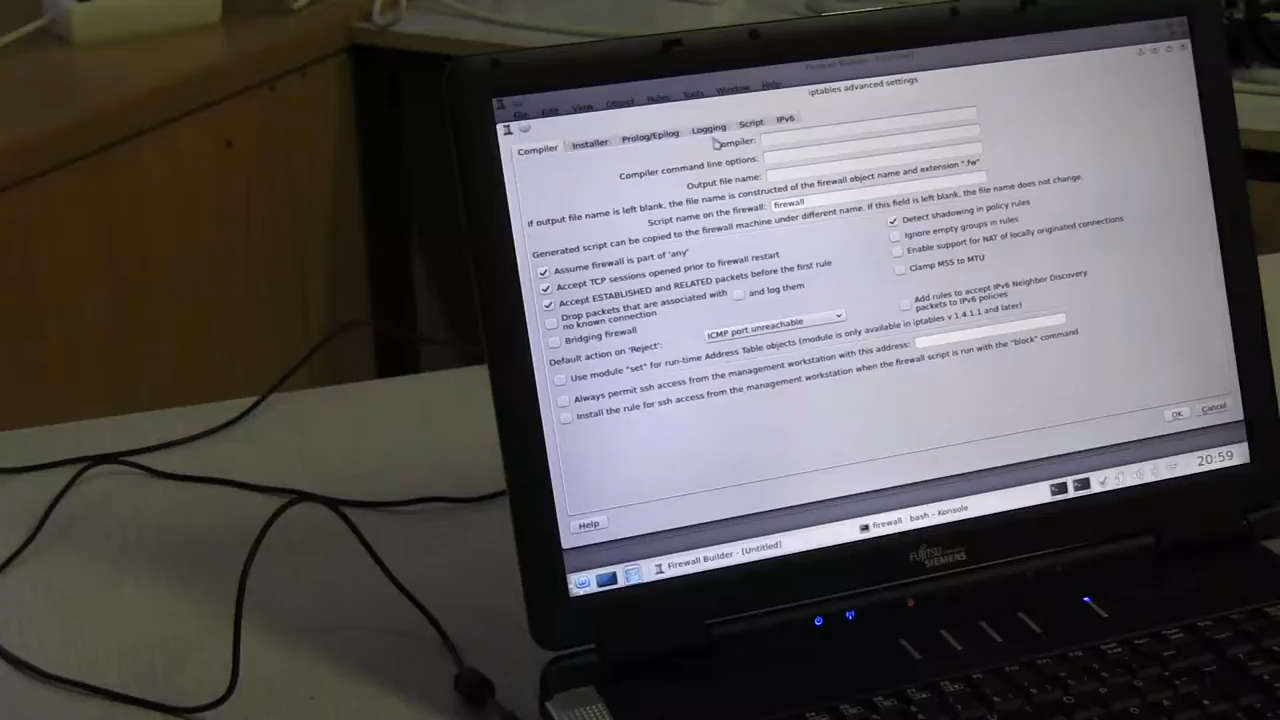 Firewall Builder - [Untitled]
File Edit View Object Rules Tools Window Help
iptables advanced settings
Compiler Installer Prolog/Epilog Logging Script IPv6
Compiler:
Compiler command line options:
Output file name:
If output file name is left blank, the file name is constructed of the firewall object name and extension ".fw"
Script name on the firewall: firewall
Generated script can be copied to the firewall machine under different name. If this field is left blank, the file name does not change.
Assume firewall is part of 'any'
Accept TCP sessions opened prior to firewall restart
Accept ESTABLISHED and RELATED packets before the first rule
Drop packets that are associated with
no known connection
and log them
Bridging firewall
Detect shadowing in policy rules
Ignore empty groups in rules
Enable support for NAT of locally originated connections
Clamp MSS to MTU
Add rules to accept IPv6 Neighbor Discovery
packets to IPv6 policies
Default action on 'Reject': ICMP port unreachable
Use module "set" for run-time Address Table objects (module is only available in iptables v 1.4.1.1 and later)
Always permit ssh access from the management workstation with this address:
Install the rule for ssh access from the management workstation when the firewall script is run with the "block" command
OK Cancel
Help
Firewall Builder - [Untitled]
firewall : bash - Konsole
20:59
FUJITSU
SIEMENS